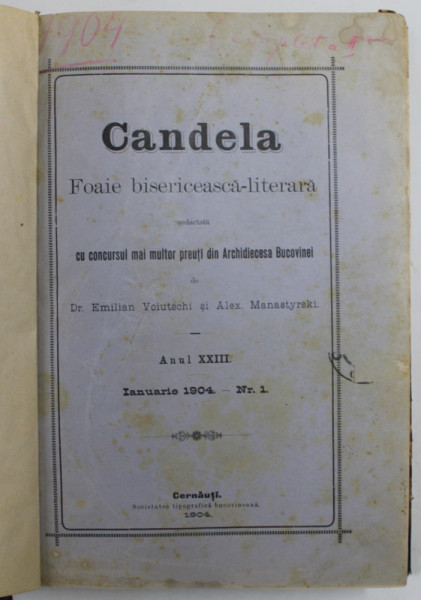 1904
Candela
Foaie bisericească-literară
redactată
cu concursul mai multor preuți din Archidiecesa Bucovinei
de
Dr. Emilian Voiutschi și Alex. Manastyrski.
Anul XXIII.
Ianuarie 1904. — Nr. 1.
Cernăuți.
Societatea tipografică bucovineană.
1904.